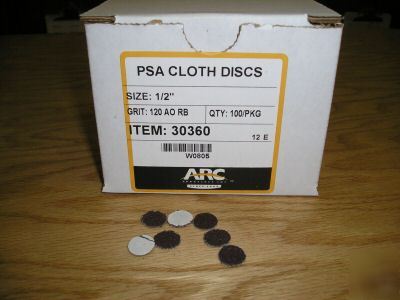 PSA CLOTH DISCS
SIZE: 1/2"
GRIT: 120 AO RB QTY: 100/PKG
ITEM: 30360
12 E
W0805
ARC